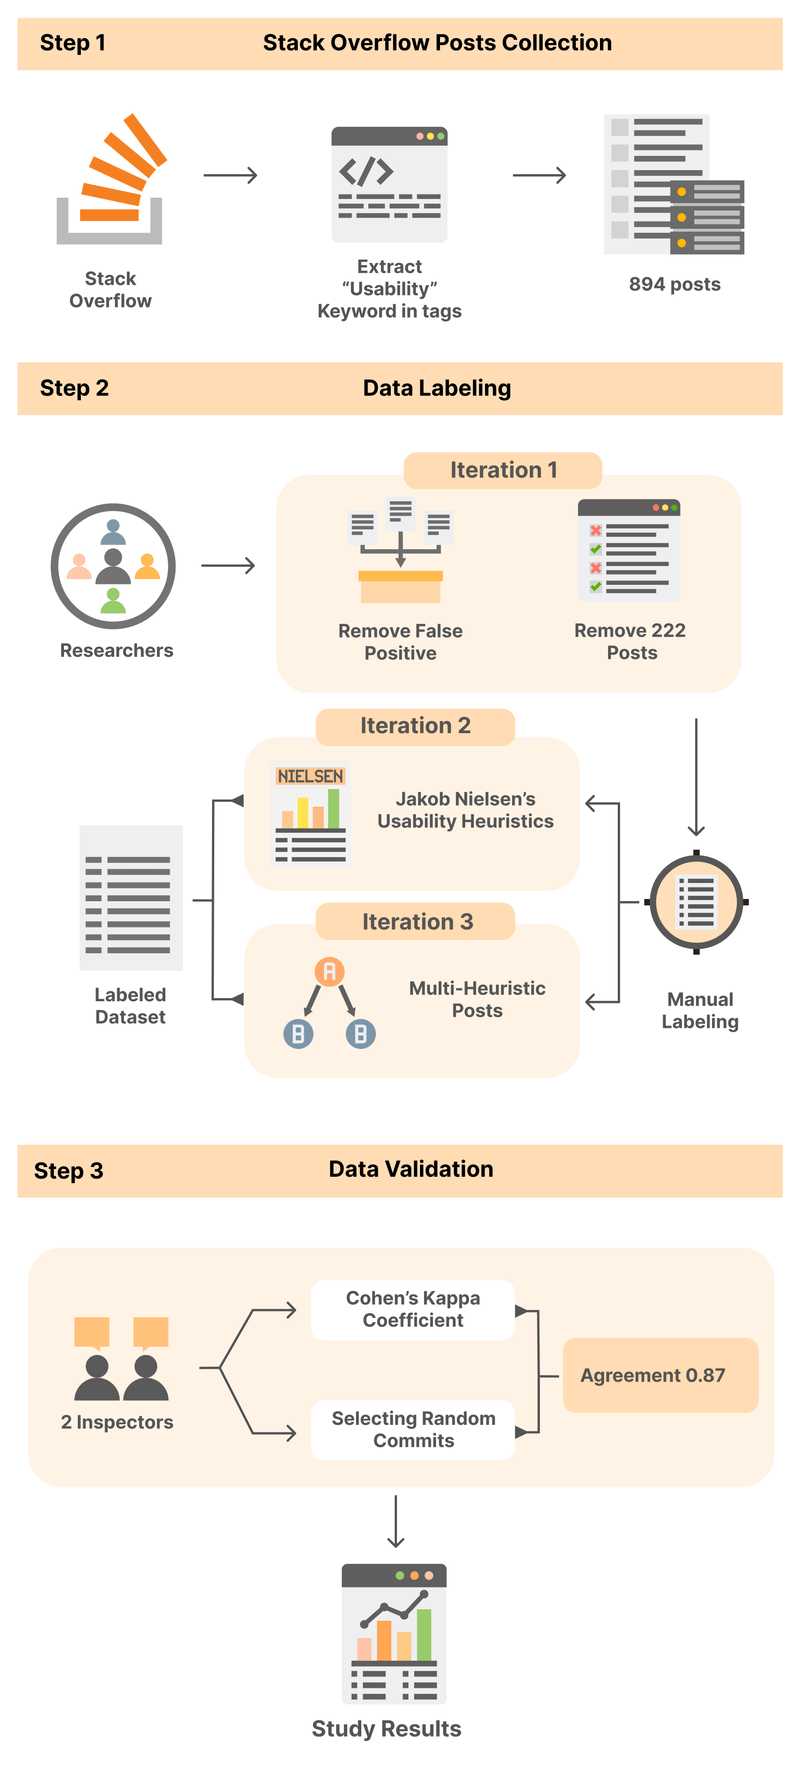 Step 1
Stack Overflow Posts Collection
Stack
Overflow
Extract
“Usability”
Keyword in tags
894 posts
Step 2
Data Labeling
Researchers
Iteration 1
Remove False
Positive
Remove 222
Posts
Iteration 2
NIELSEN
Jakob Nielsen’s
Usability Heuristics
Iteration 3
A
B
B
Multi-Heuristic
Posts
Manual
Labeling
Labeled
Dataset
Step 3
Data Validation
2 Inspectors
Cohen’s Kappa
Coefficient
Selecting Random
Commits
Agreement 0.87
Study Results